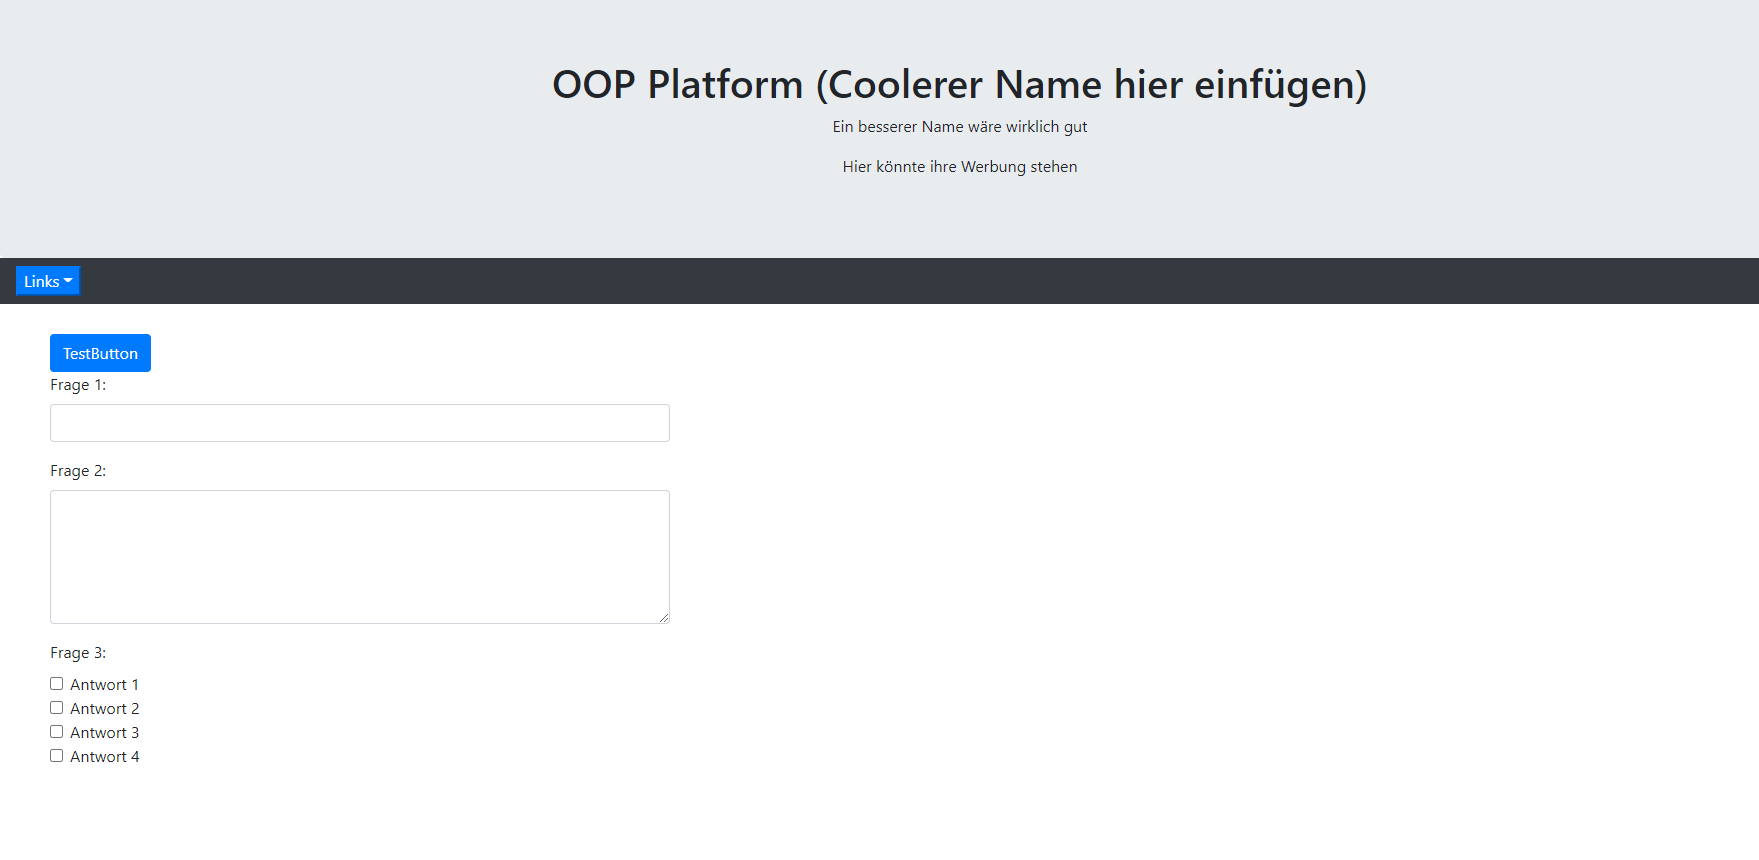 OOP Platform (Coolerer Name hier einfügen)
Ein besserer Name wäre wirklich gut
Hier könnte ihre Werbung stehen
Links
TestButton
Frage 1:
Frage 2:
Frage 3:
Antwort 1
Antwort 2
Antwort 3
Antwort 4